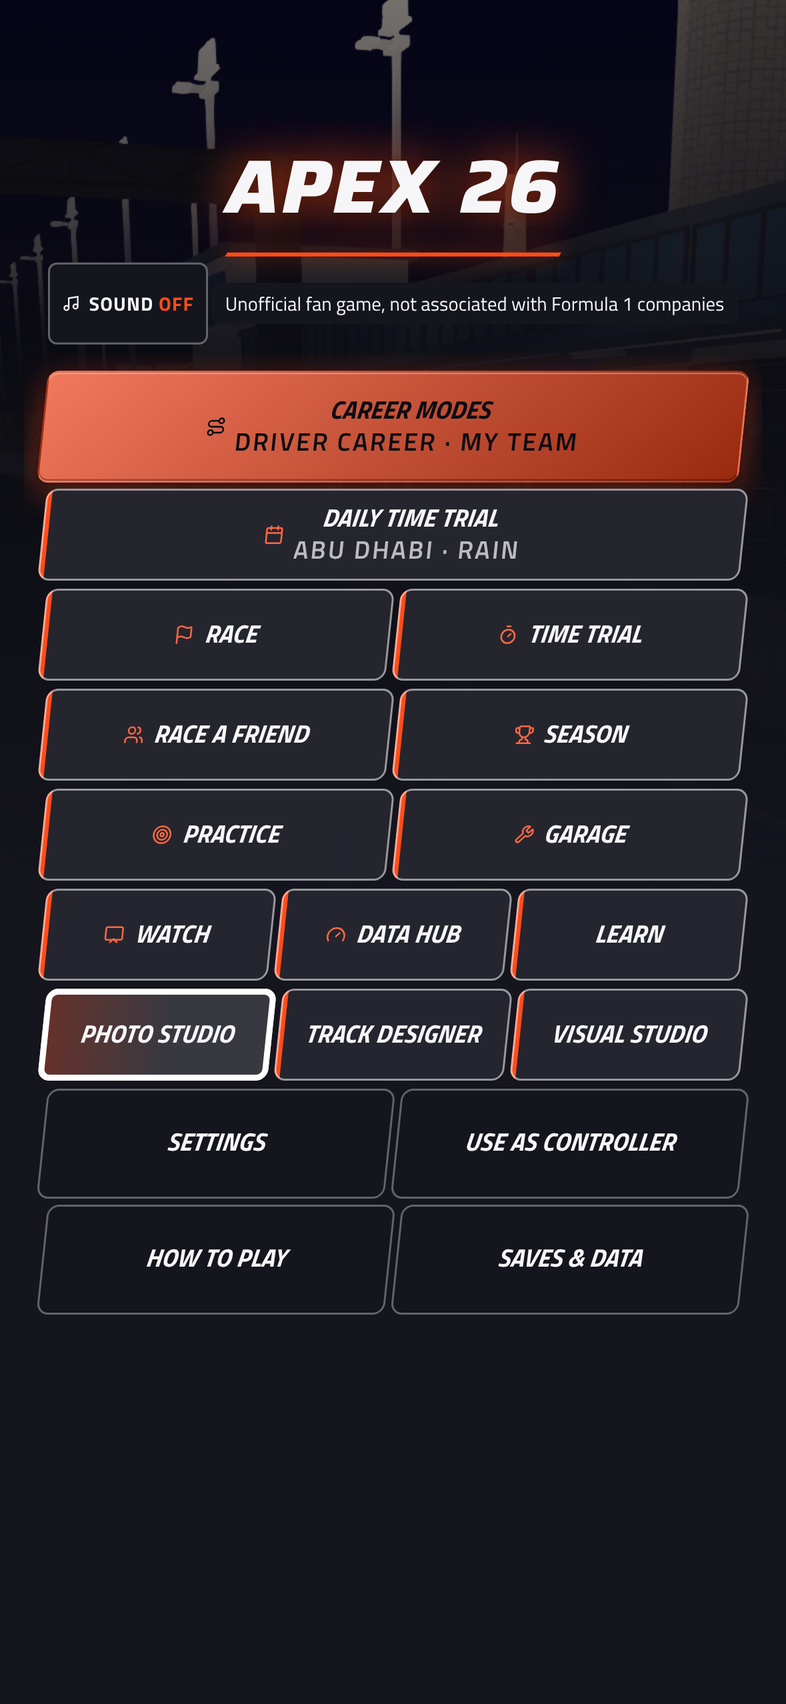 APEX 26
SOUND OFF
Unofficial fan game, not associated with Formula 1 companies
CAREER MODES
DRIVER CAREER · MY TEAM
DAILY TIME TRIAL
ABU DHABI · RAIN
RACE
TIME TRIAL
RACE A FRIEND
SEASON
PRACTICE
GARAGE
WATCH
DATA HUB
LEARN
PHOTO STUDIO
TRACK DESIGNER
VISUAL STUDIO
SETTINGS
USE AS CONTROLLER
HOW TO PLAY
SAVES & DATA